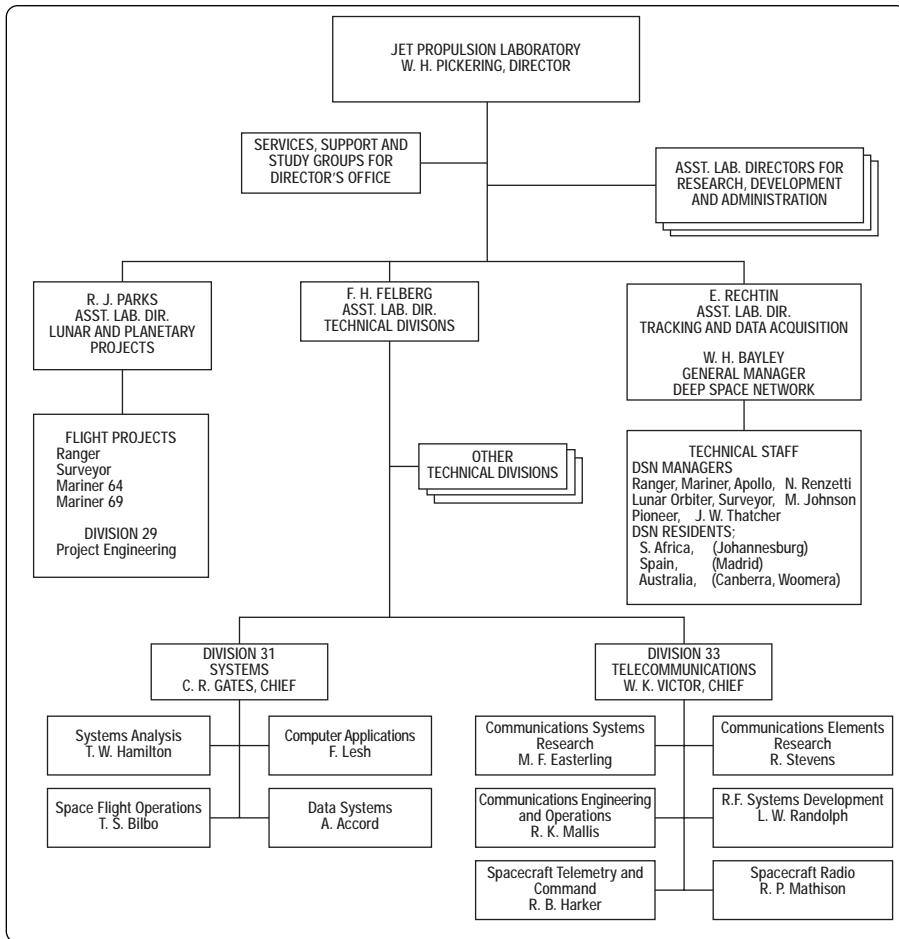 JET PROPULSION LABORATORY
W. H. PICKERING, DIRECTOR
SERVICES, SUPPORT AND
STUDY GROUPS FOR
DIRECTOR'S OFFICE
ASST. LAB. DIRECTORS FOR
RESEARCH, DEVELOPMENT
AND ADMINISTRATION
R. J. PARKS
ASST. LAB. DIR.
LUNAR AND PLANETARY
PROJECTS
F. H. FELBERG
ASST. LAB. DIR.
TECHNICAL DIVISONS
E. RECHTIN
ASST. LAB. DIR.
TRACKING AND DATA ACQUISITION
W. H. BAYLEY
GENERAL MANAGER
DEEP SPACE NETWORK
FLIGHT PROJECTS
Ranger
Surveyor
Mariner 64
Mariner 69
DIVISION 29
Project Engineering
OTHER
TECHNICAL DIVISIONS
TECHNICAL STAFF
DSN MANAGERS
Ranger, Mariner, Apollo, N. Renzetti
Lunar Orbiter, Surveyor, M. Johnson
Pioneer, J. W. Thatcher
DSN RESIDENTS;
S. Africa, (Johannesburg)
Spain, (Madrid)
Australia, (Canberra, Woomera)
DIVISION 31
SYSTEMS
C. R. GATES, CHIEF
DIVISION 33
TELECOMMUNICATIONS
W. K. VICTOR, CHIEF
Systems Analysis
T. W. Hamilton
Computer Applications
F. Lesh
Space Flight Operations
T. S. Bilbo
Data Systems
A. Accord
Communications Systems
Research
M. F. Easterling
Communications Elements
Research
R. Stevens
Communications Engineering
and Operations
R. K. Mallis
R.F. Systems Development
L. W. Randolph
Spacecraft Telemetry and
Command
R. B. Harker
Spacecraft Radio
R. P. Mathison